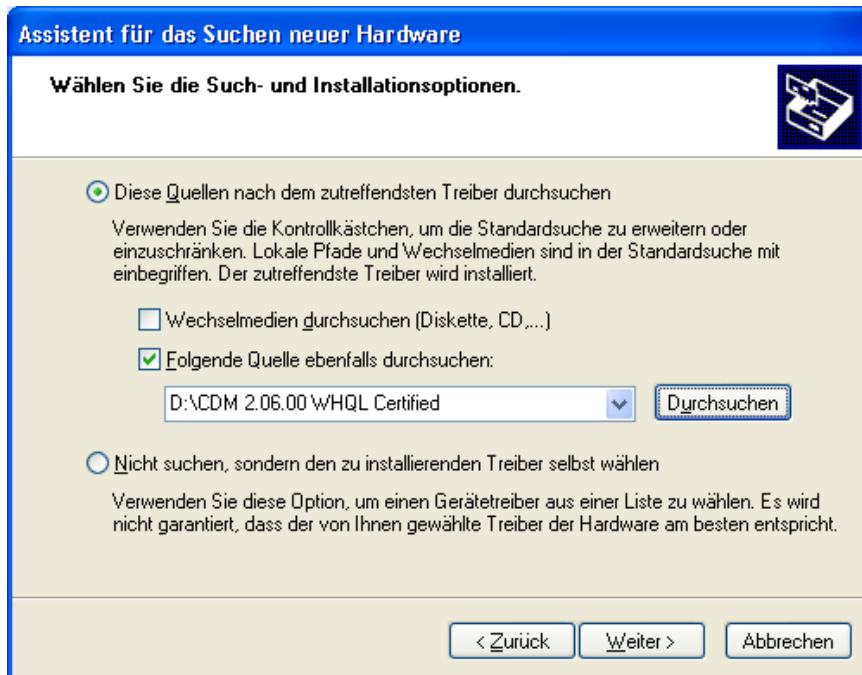 Assistent für das Suchen neuer Hardware
Wählen Sie die Such- und Installationsoptionen.
Diese Quellen nach dem zutreffendsten Treiber durchsuchen
Verwenden Sie die Kontrollkästchen, um die Standardsuche zu erweitern oder
einzuschränken. Lokale Pfade und Wechselmedien sind in der Standardsuche mit
einbegriffen. Der zutreffendste Treiber wird installiert.
Wechselmedien durchsuchen (Diskette, CD,...)
Folgende Quelle ebenfalls durchsuchen:
D:\CDM 2.06.00 WHQL Certified
Durchsuchen
Nicht suchen, sondern den zu installierenden Treiber selbst wählen
Verwenden Sie diese Option, um einen Gerätetreiber aus einer Liste zu wählen. Es wird
nicht garantiert, dass der von Ihnen gewählte Treiber der Hardware am besten entspricht.
< Zurück
Weiter >
Abbrechen